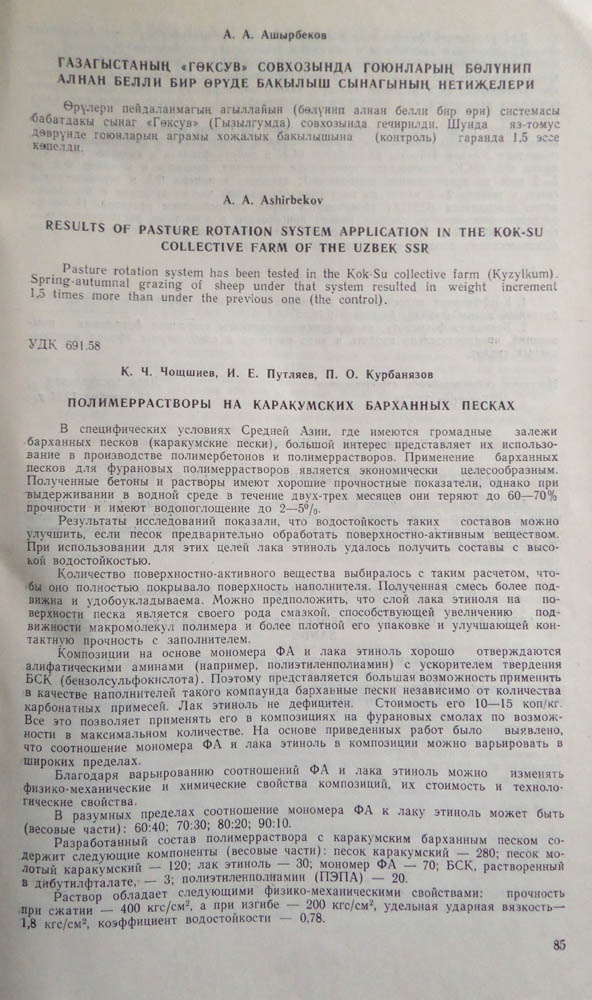 А. А. Ашырбеков
ГАЗАГЫСТАНЫҢ «ГӨКСУВ» СОВХОЗЫНДА ГОЮНЛАРЫҢ БӨЛҮНИП
АЛНАН БЕЛЛИ БИР ӨРҮДЕ БАКЫЛЫШ СЫНАГЫНЫҢ НЕТИҖЕЛЕРИ
Өрүлери пейдаланмагың агыллайын (бөлүнип алнан белли бир өри) системасы
бабатдакы сынаг «Гөксув» (Гызылгумда) совхозында гечирилди. Шунда яз-томус
дөврүнде гоюнларың аграмы хоҗалык бакылышына (контроль) гаранда 1,5 эссе
көпелди.
A. A. Ashirbekov
RESULTS OF PASTURE ROTATION SYSTEM APPLICATION IN THE KOK-SU
COLLECTIVE FARM OF THE UZBEK SSR
Pasture rotation system has been tested in the Kok-Su collective farm (Kyzylkum).
Spring-autumnal grazing of sheep under that system resulted in weight increment
1,5 times more than under the previous one (the control).
УДК 691.58
К. Ч. Чощшиев, И. Е. Путляев, П. О. Курбанязов
ПОЛИМЕРРАСТВОРЫ НА КАРАКУМСКИХ БАРХАННЫХ ПЕСКАХ
В специфических условиях Средней Азии, где имеются громадные залежи
барханных песков (каракумские пески), большой интерес представляет их использо-
вание в производстве полимербетонов и полимеррастворов. Применение барханных
песков для фурановых полимеррастворов является экономически целесообразным.
Полученные бетоны и растворы имеют хорошие прочностные показатели, однако при
выдерживании в водной среде в течение двух-трех месяцев они теряют до 60—70%
прочности и имеют водопоглощение до 2—5%.
Результаты исследований показали, что водостойкость таких составов можно
улучшить, если песок предварительно обработать поверхностно-активным веществом.
При использовании для этих целей лака этиноль удалось получить составы с высо-
кой водостойкостью.
Количество поверхностно-активного вещества выбиралось с таким расчетом, что-
бы оно полностью покрывало поверхность наполнителя. Полученная смесь более под-
вижна и удобоукладываема. Можно предположить, что слой лака этиноля на по-
верхности песка является своего рода смазкой, способствующей увеличению под-
вижности макромолекул полимера и более плотной его упаковке и улучшающей кон-
тактную прочность с заполнителем.
Композиции на основе мономера ФА и лака этиноль хорошо отверждаются
алифатическими аминами (например, полиэтиленполиамин) с ускорителем твердения
БСК (бензолсульфокислота). Поэтому представляется большая возможность применить
в качестве наполнителей такого компаунда барханные пески независимо от количества
карбонатных примесей. Лак этиноль не дефицитен. Стоимость его 10—15 коп/кг.
Все это позволяет применять его в композициях на фурановых смолах по возмож-
ности в максимальном количестве. На основе приведенных работ было выявлено,
что соотношение мономера ФА и лака этиноль в композиции можно варьировать в
широких пределах.
Благодаря варьированию соотношений ФА и лака этиноль можно изменять
физико-механические и химические свойства композиций, их стоимость и техноло-
гические свойства.
В разумных пределах соотношение мономера ФА к лаку этиноль может быть
(весовые части): 60:40; 70:30; 80:20; 90:10.
Разработанный состав полимерраствора с каракумским барханным песком со-
держит следующие компоненты (весовые части): песок каракумский — 280; песок мо-
лотый каракумский — 120; лак этиноль — 30; мономер ФА — 70; БСК, растворенный
в дибутилфталате, — 3; полиэтиленполиамин (ПЭПА) — 20.
Раствор обладает следующими физико-механическими свойствами: прочность
при сжатии — 400 кгс/см², а при изгибе — 200 кгс/см², удельная ударная вязкость—
1,8 кгс/см², коэффициент водостойкости — 0,78.
85